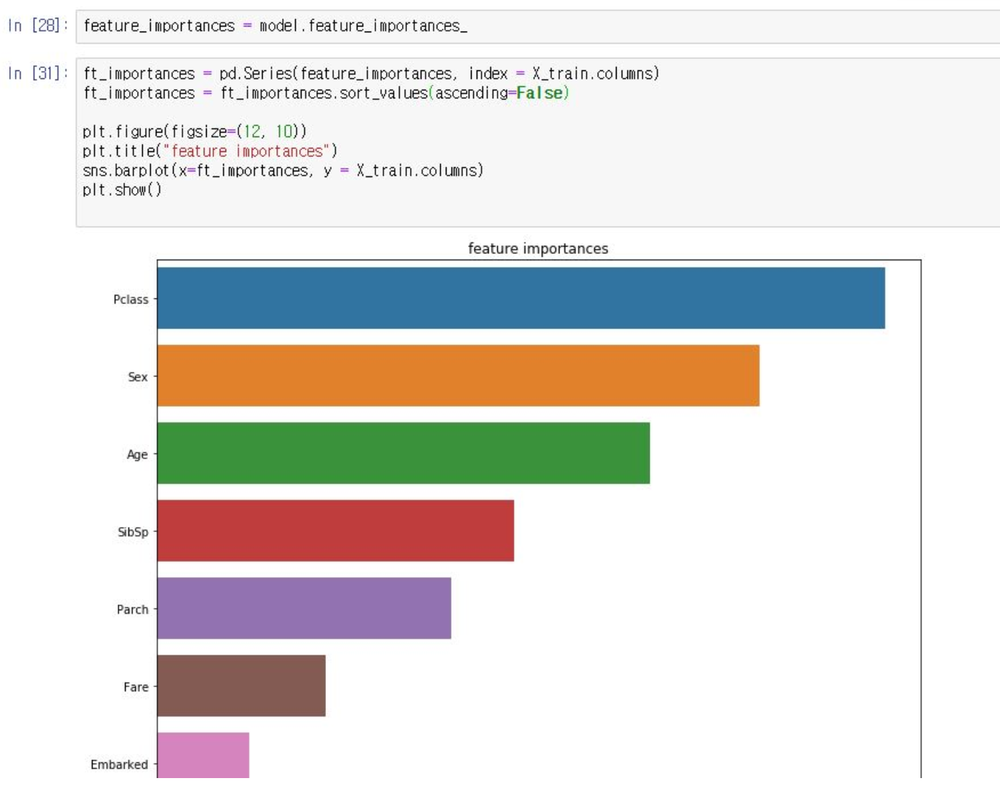 In [28]: feature_importances = model.feature_importances_
In [31]: ft_importances = pd.Series(feature_importances, index = X_train.columns)
ft_importances = ft_importances.sort_values(ascending=False)
plt.figure(figsize=(12, 10))
plt.title("feature importances")
sns.barplot(x=ft_importances, y = X_train.columns)
plt.show()
feature importances
Pclass
Sex
Age
SibSp
Parch
Fare
Embarked